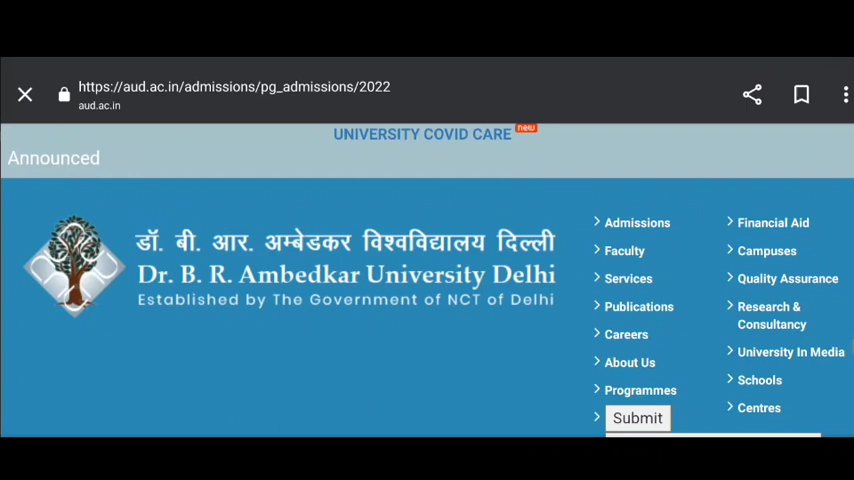 https://aud.ac.in/admissions/pg_admissions/2022
aud.ac.in
UNIVERSITY COVID CARE new
Announced
डॉ. बी. आर. अम्बेडकर विश्वविद्यालय दिल्ली
Dr. B. R. Ambedkar University Delhi
Established by The Government of NCT of Delhi
Admissions
Faculty
Services
Publications
Careers
About Us
Programmes
Submit
Financial Aid
Campuses
Quality Assurance
Research &
Consultancy
University In Media
Schools
Centres